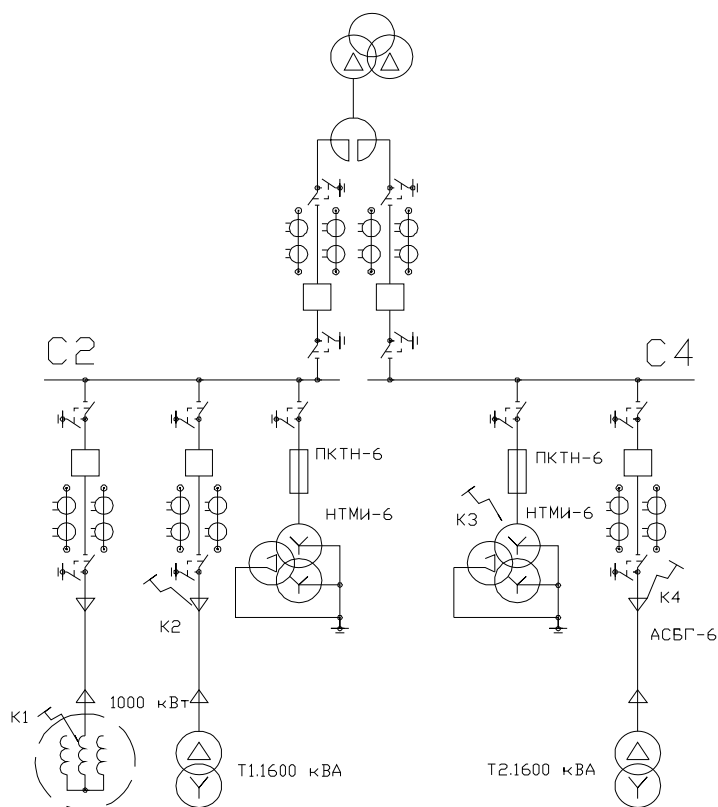 С2
С4
ПКТН-6
ПКТН-6
НТМИ-6
К3
НТМИ-6
К2
К4
АСБГ-6
К1
1000 кВт
Т1.1600 кВА
Т2.1600 кВА